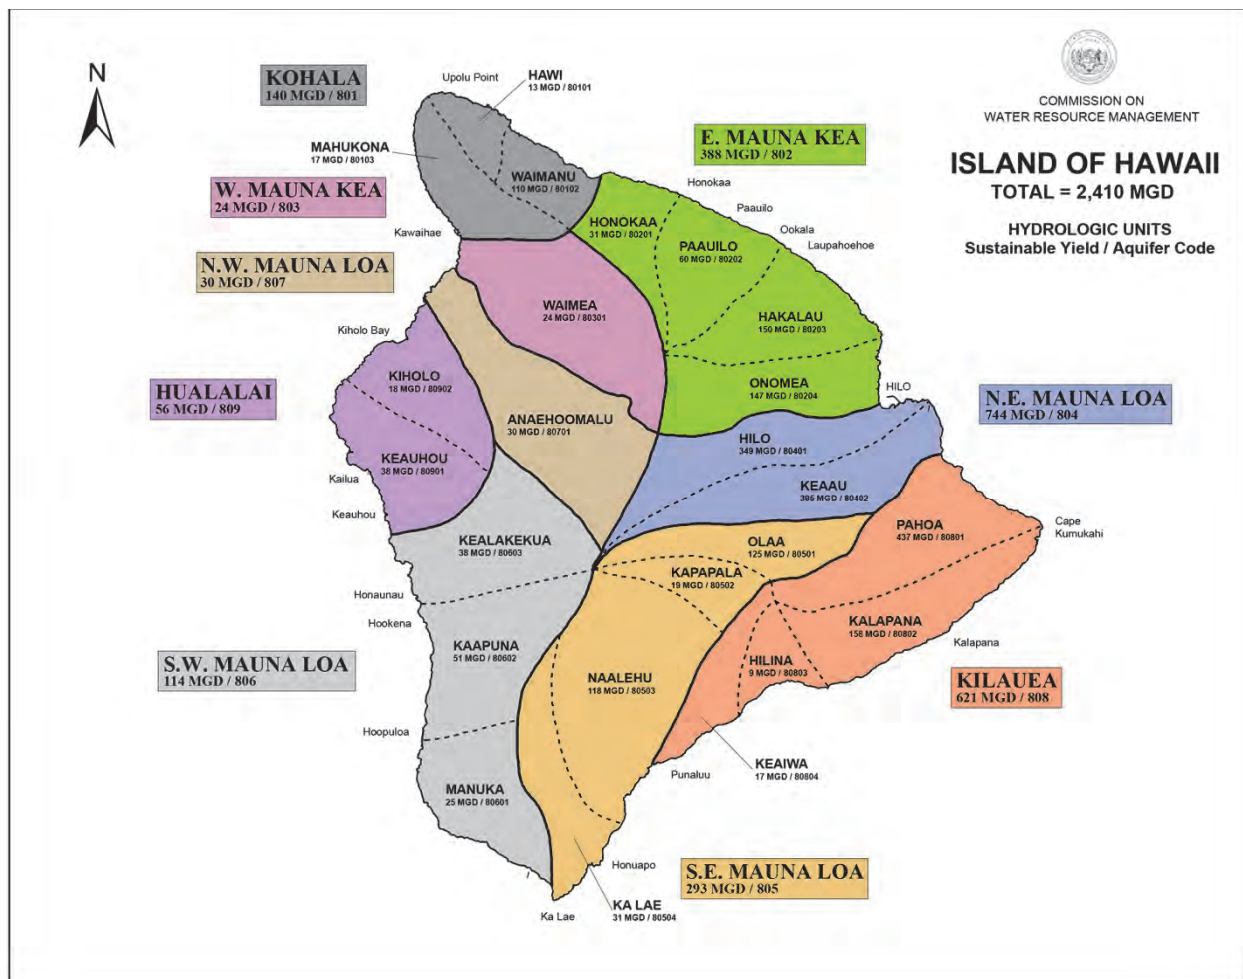 N
KOHALA
140 MGD / 801
Upolu Point
HAWI
13 MGD / 80101
COMMISSION ON
WATER RESOURCE MANAGEMENT
ISLAND OF HAWAII
TOTAL = 2,410 MGD
HYDROLOGIC UNITS
Sustainable Yield / Aquifer Code
E. MAUNA KEA
388 MGD / 802
MAHUKONA
17 MGD / 80103
WAIMANU
110 MGD / 80102
W. MAUNA KEA
24 MGD / 803
Kawaihae
Honokaa
Paauilo
Ookala
Laupahoehoe
HONOKAA
31 MGD / 80201
PAAUILO
60 MGD / 80202
N.W. MAUNA LOA
30 MGD / 807
WAIMEA
24 MGD / 80301
HAKALAU
150 MGD / 80203
Kiholo Bay
KIHOLO
18 MGD / 80902
ONOMEA
147 MGD / 80204
HILO
HUALALAI
56 MGD / 809
N.E. MAUNA LOA
744 MGD / 804
ANAEHOOMALU
30 MGD / 80701
HILO
349 MGD / 80401
KEAUHOU
38 MGD / 80901
Kailua
KEAAU
395 MGD / 80402
Keauhou
KEALAKEKUA
38 MGD / 80603
OLAA
125 MGD / 80501
PAHOA
437 MGD / 80801
Cape
Kumukahi
KAPAPALA
19 MGD / 80502
Honaunau
Hookena
KALAPANA
158 MGD / 80802
Kalapana
KAAPUNA
51 MGD / 80602
S.W. MAUNA LOA
114 MGD / 806
HILINA
9 MGD / 80803
NAALEHU
118 MGD / 80503
KILAUEA
621 MGD / 808
Hoopuloa
KEAIWA
17 MGD / 80804
Punaluu
MANUKA
25 MGD / 80601
Honuapo
S.E. MAUNA LOA
293 MGD / 805
KA LAE
31 MGD / 80504
Ka Lae